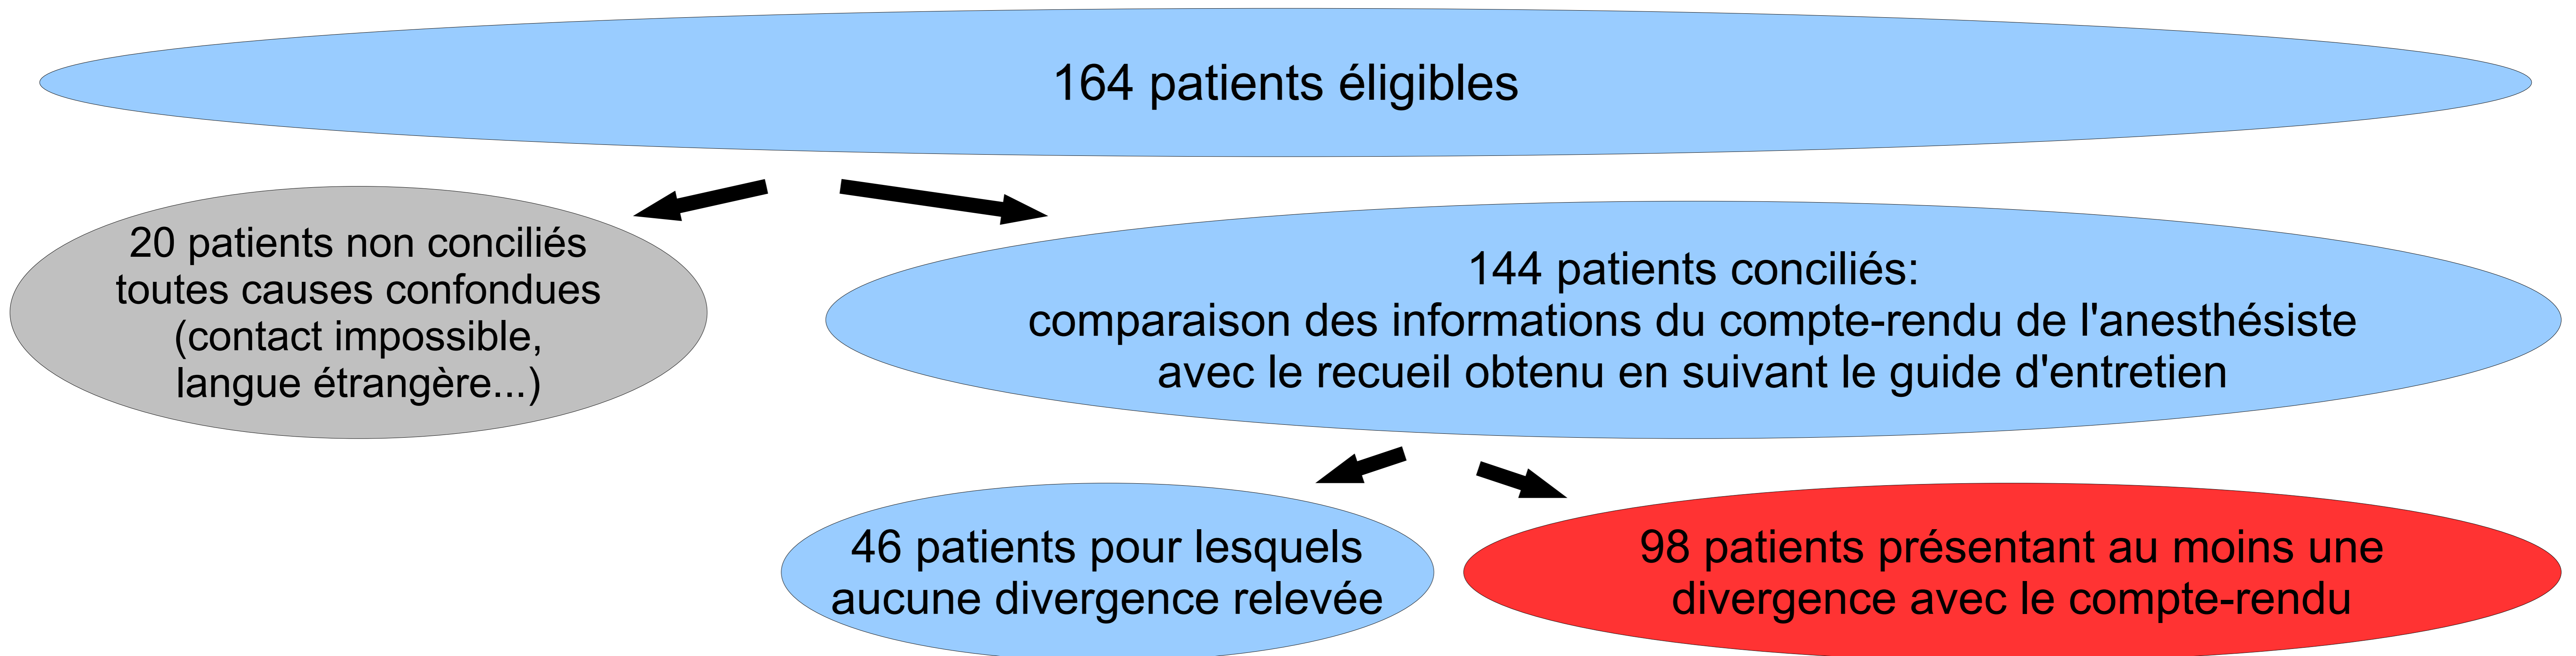 164 patients éligibles
20 patients non conciliés
toutes causes confondues
(contact impossible,
langue étrangère...)
144 patients conciliés:
comparaison des informations du compte-rendu de l'anesthésiste
avec le recueil obtenu en suivant le guide d'entretien
46 patients pour lesquels
aucune divergence relevée
98 patients présentant au moins une
divergence avec le compte-rendu